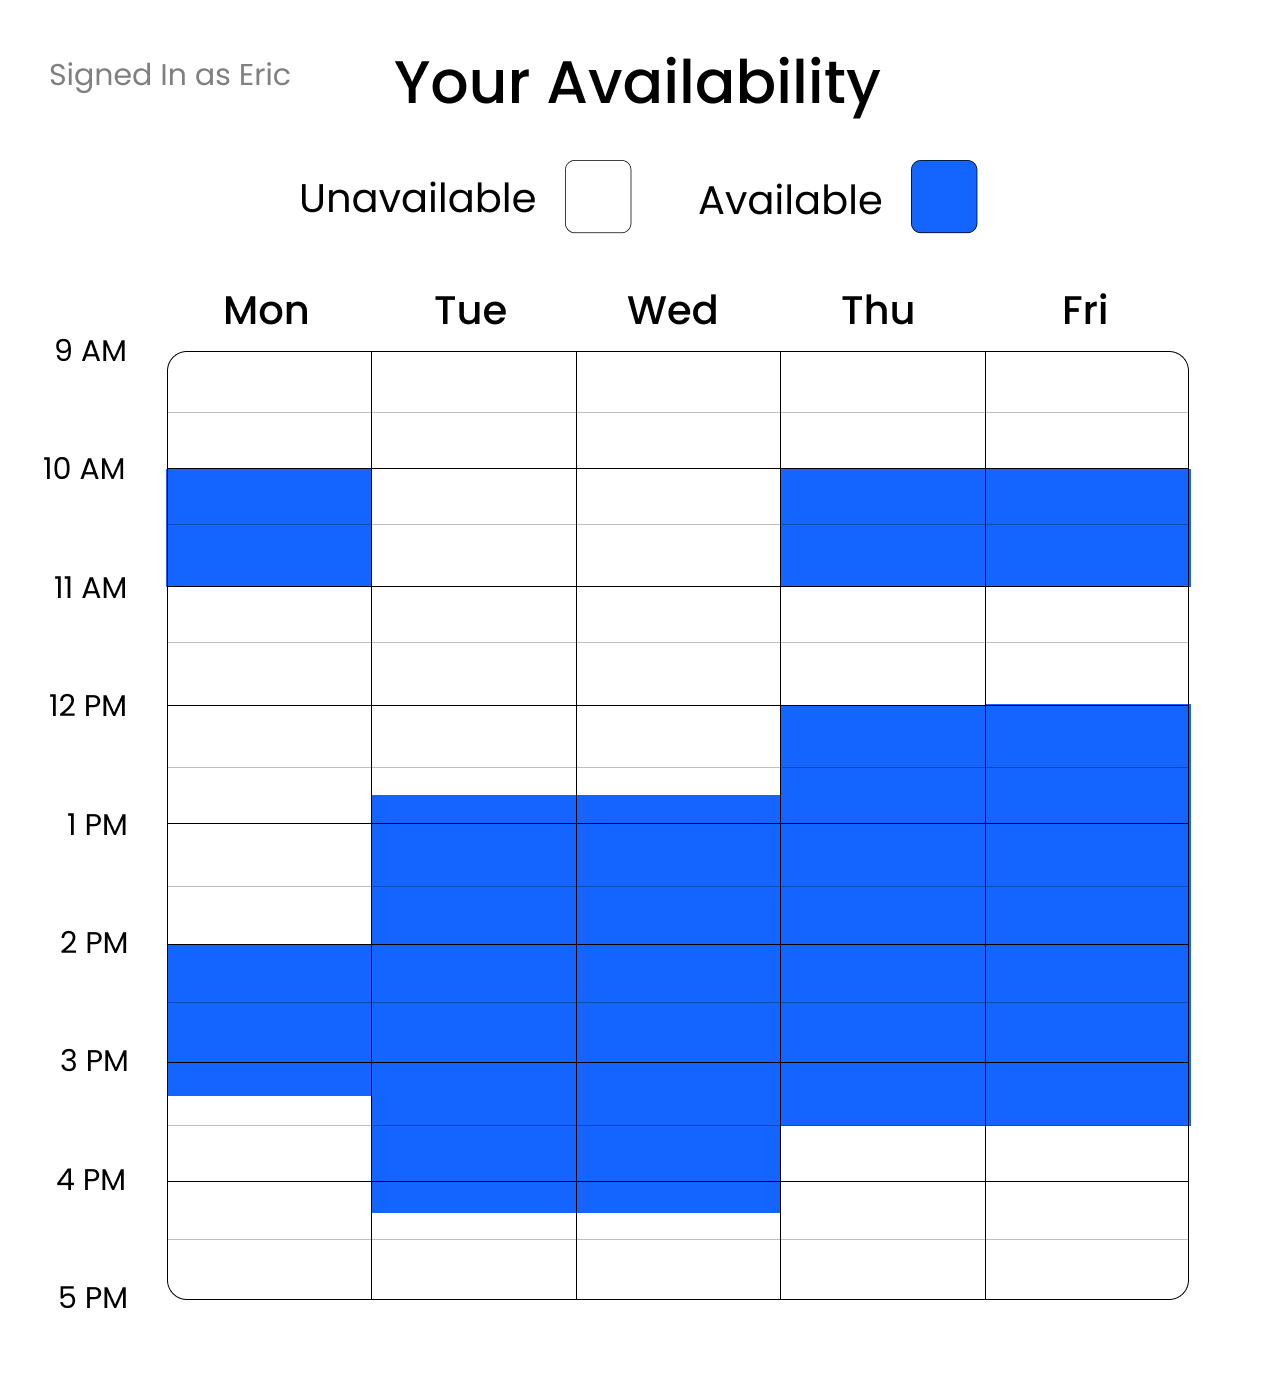 Signed In as Eric
Your Availability
Unavailable
Available
Mon Tue Wed Thu Fri
9 AM
10 AM
11 AM
12 PM
1 PM
2 PM
3 PM
4 PM
5 PM